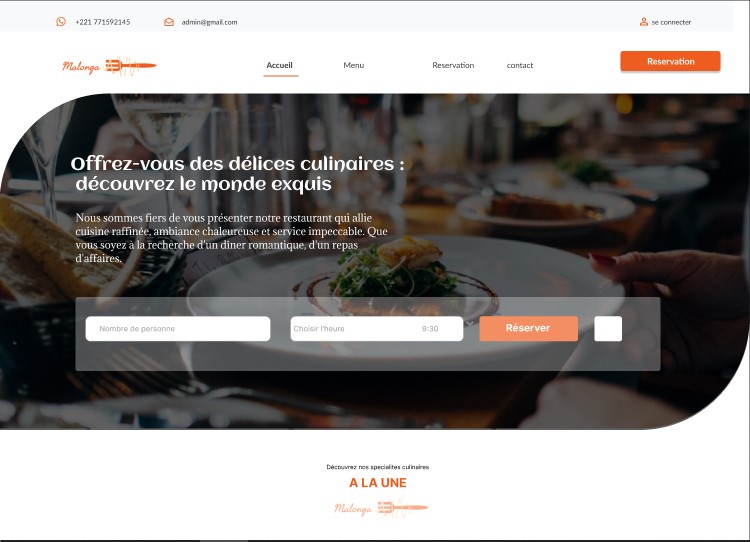 +221 771592145
admin@gmail.com
se connecter
Malonga
Accueil
Menu
Reservation
contact
Reservation
Offrez-vous des délices culinaires :
découvrez le monde exquis
Nous sommes fiers de vous présenter notre restaurant qui allie
cuisine raffinée, ambiance chaleureuse et service impeccable. Que
vous soyez à la recherche d'un dîner romantique, d'un repas
d'affaires.
Nombre de personne
Choisir l'heure
9:30
Réserver
Découvrez nos specialites culinaires
A LA UNE
Malonga